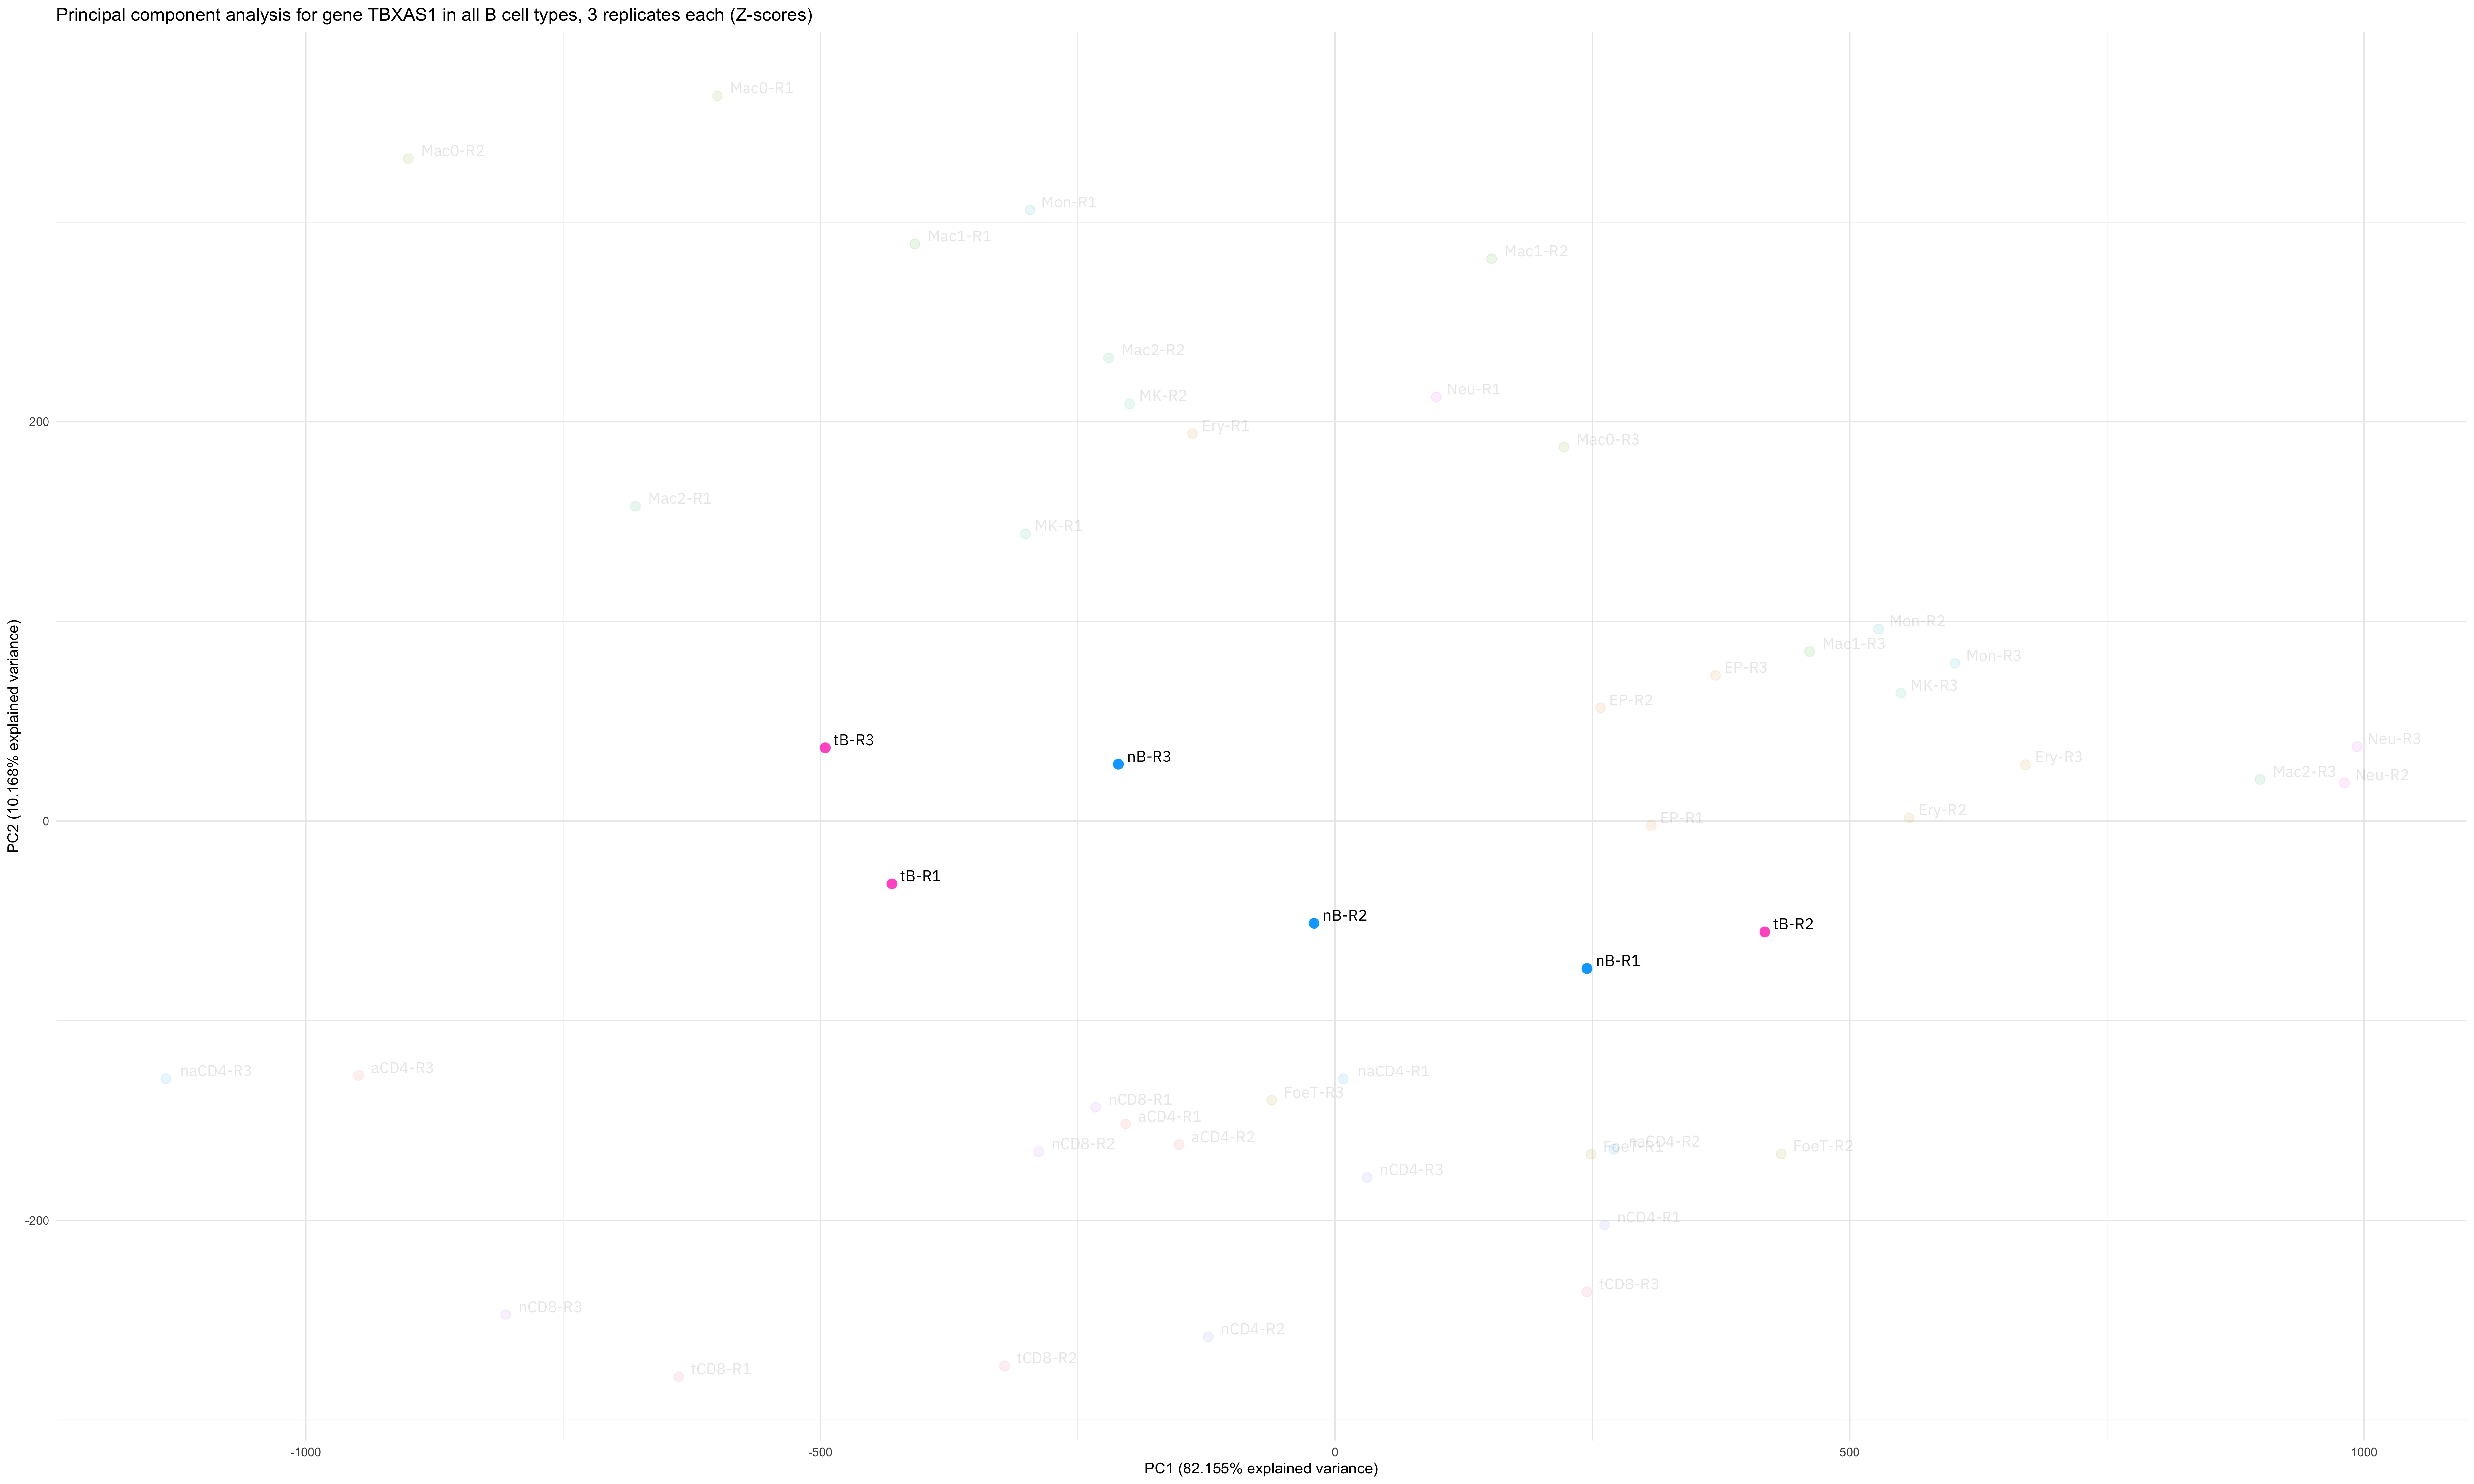 Principal component analysis for gene TBXAS1 in all B cell types, 3 replicates each (Z-scores)
Mac0-R1
Mac0-R2
Mon-R1
Mac1-R1
Mac1-R2
Mac2-R2
MK-R2
Neu-R1
Ery-R1
Mac0-R3
Mac2-R1
MK-R1
Mon-R2
Mac1-R3
Mon-R3
EP-R3
MK-R3
EP-R2
tB-R3
nB-R3
Neu-R3
Ery-R3
Mac2-R3
Neu-R2
Ery-R2
EP-R1
tB-R1
nB-R2
tB-R2
nB-R1
naCD4-R3
aCD4-R3
naCD4-R1
FoeT-R3
nCD8-R1
aCD4-R1
aCD4-R2
nCD8-R2
FoeT-R1
naCD4-R2
FoeT-R2
nCD4-R3
nCD4-R1
tCD8-R3
nCD8-R3
nCD4-R2
tCD8-R2
tCD8-R1
200
0
-200
PC2 (10.168% explained variance)
-1000
-500
0
500
1000
PC1 (82.155% explained variance)